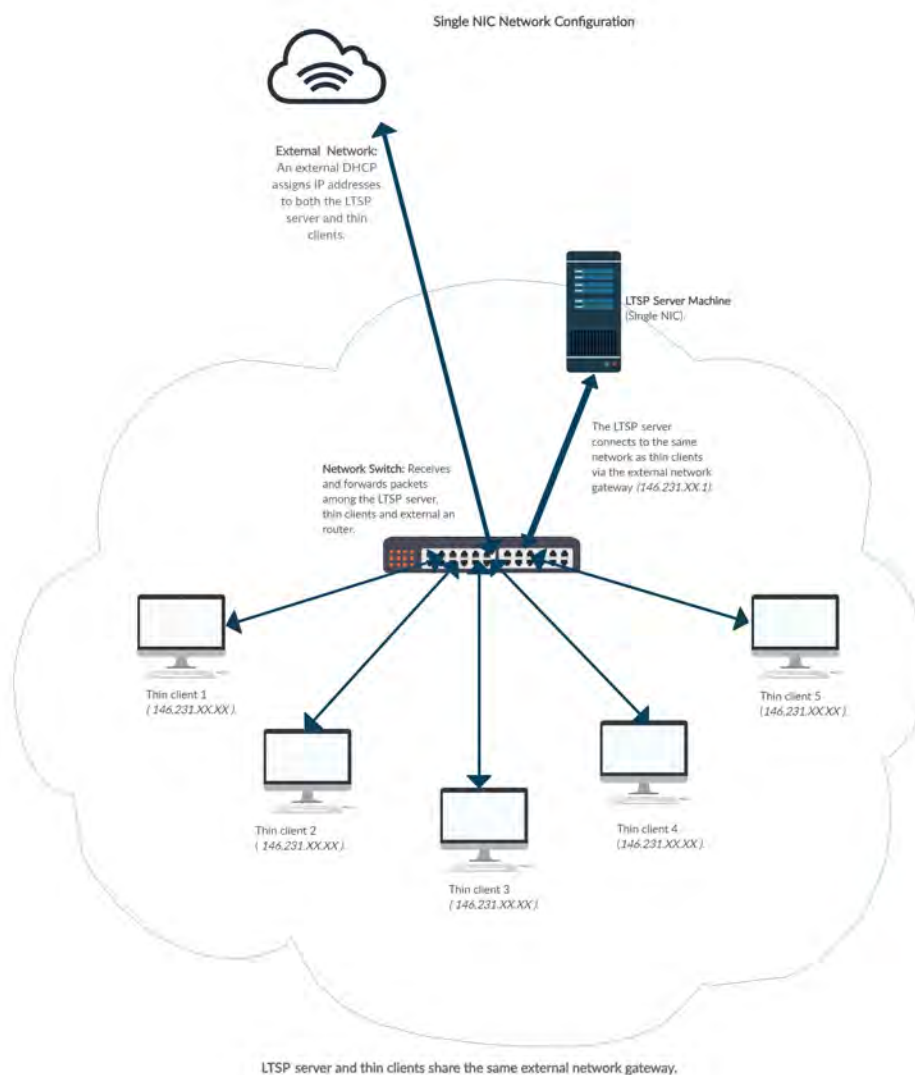 Single NIC Network Configuration
External Network:
An external DHCP
assigns IP addresses
to both the LTSP
server and thin
clients.
LTSP Server Machine
(Single NIC).
The LTSP server
connects to the same
network as thin clients
via the external network
gateway (146.231.XX.1).
Network Switch: Receives
and forwards packets
among the LTSP server,
thin clients and external an
router.
Thin client 1
( 146.231.XX.XX ).
Thin client 5
(146.231.XX.XX ).
Thin client 2
( 146.231.XX.XX ).
Thin client 4
(146.231.XX.XX ).
Thin client 3
( 146.231.XX.XX ).
LTSP server and thin clients share the same external network gateway.